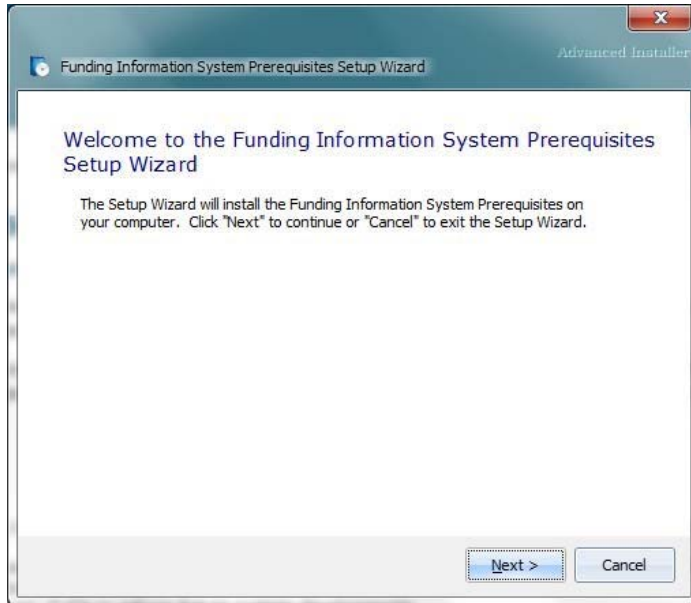 Advanced Installer
Funding Information System Prerequisites Setup Wizard
Welcome to the Funding Information System Prerequisites
Setup Wizard
The Setup Wizard will install the Funding Information System Prerequisites on
your computer. Click "Next" to continue or "Cancel" to exit the Setup Wizard.
Next >
Cancel